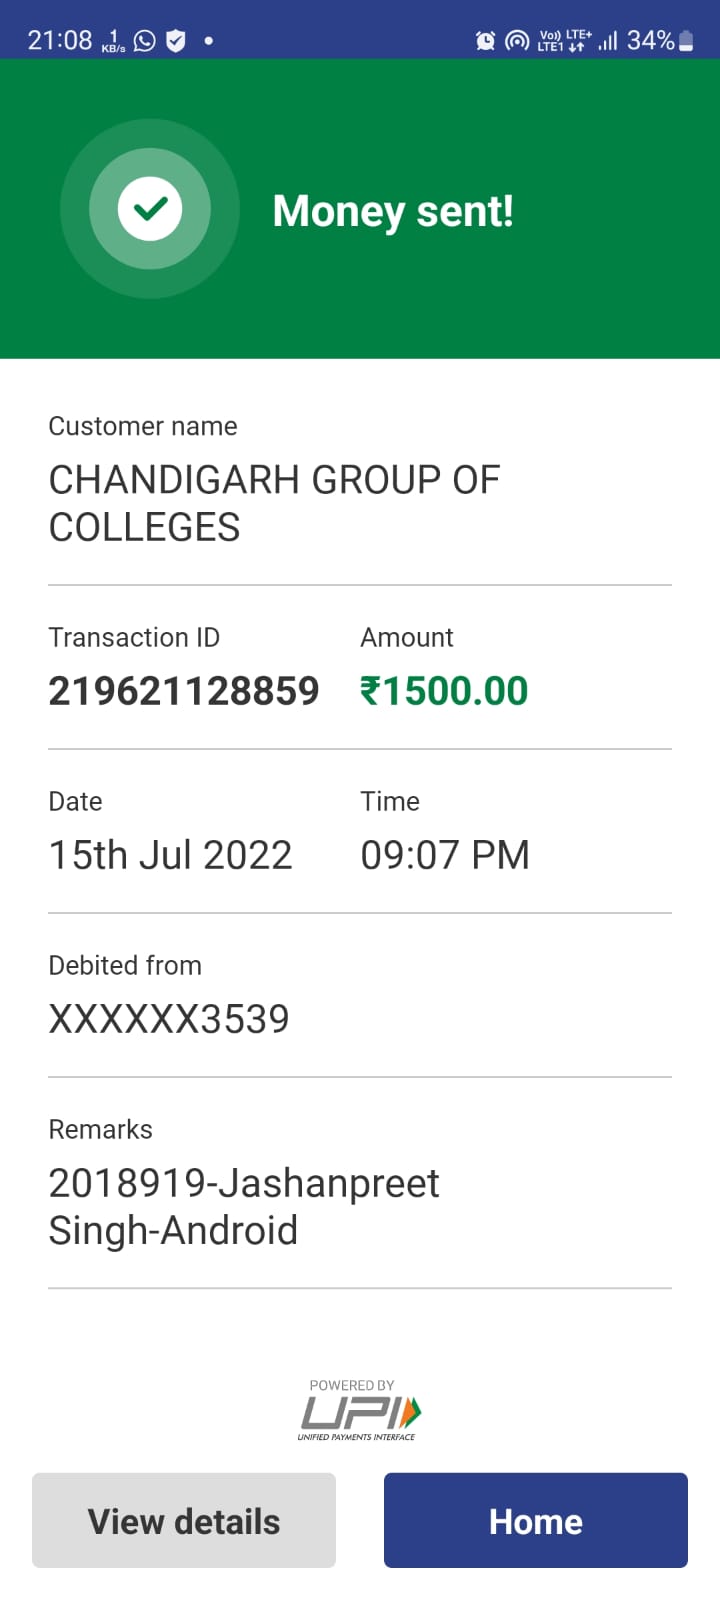 21:08 1 KB/s Vo)) LTE+ LTE1 34%
Money sent!
Customer name
CHANDIGARH GROUP OF
COLLEGES
Transaction ID Amount
219621128859 ₹1500.00
Date Time
15th Jul 2022 09:07 PM
Debited from
XXXXXX3539
Remarks
2018919-Jashanpreet
Singh-Android
POWERED BY
UPI
UNIFIED PAYMENTS INTERFACE
View details Home